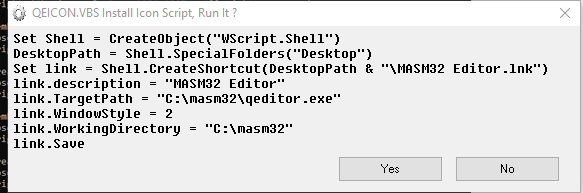 QEICON.VBS Install Icon Script, Run It ?
Set Shell = CreateObject("WScript.Shell")
DesktopPath = Shell.SpecialFolders("Desktop")
Set link = Shell.CreateShortcut(DesktopPath & "\MASM32 Editor.lnk")
link.description = "MASM32 Editor"
link.TargetPath = "C:\masm32\qeditor.exe"
link.WindowStyle = 2
link.WorkingDirectory = "C:\masm32"
link.Save
Yes No